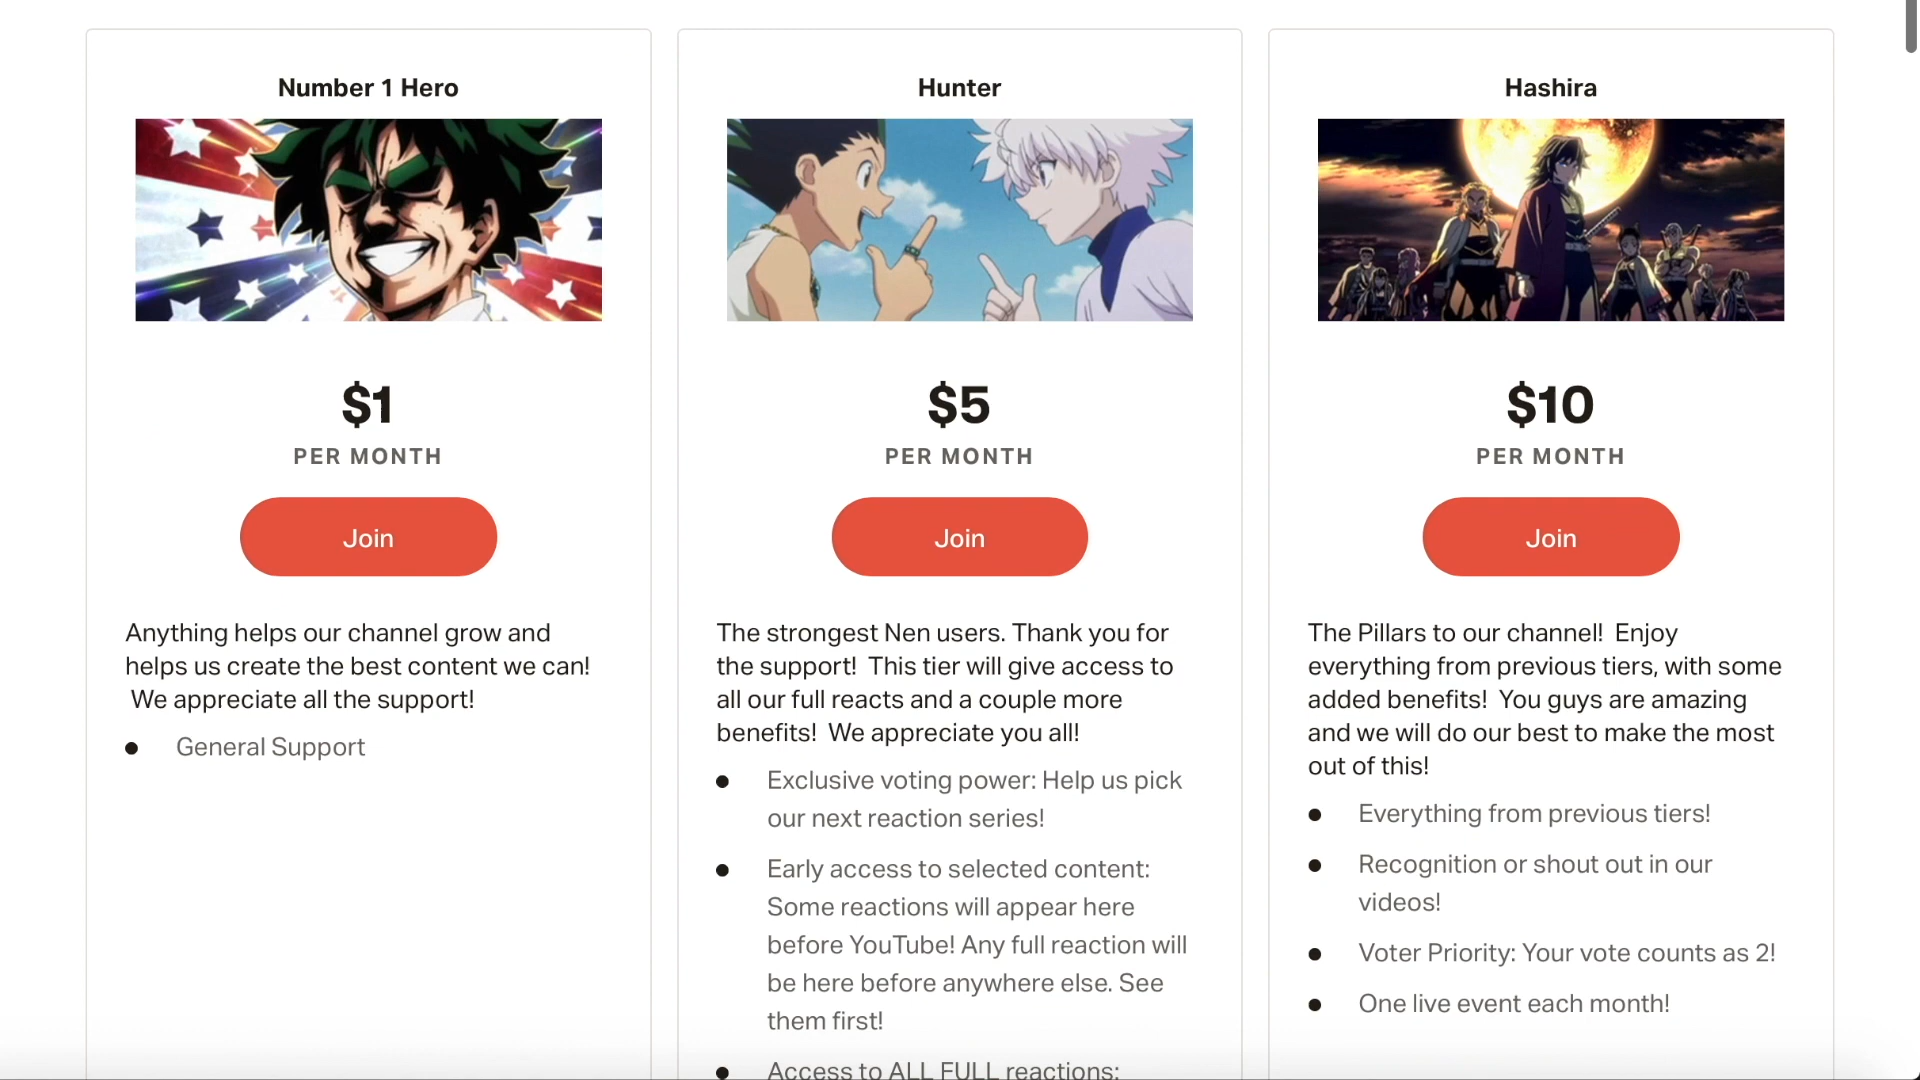 Number 1 Hero
$1
PER MONTH
Join
Anything helps our channel grow and
helps us create the best content we can!
We appreciate all the support!
● General Support
Hunter
$5
PER MONTH
Join
The strongest Nen users. Thank you for
the support!  This tier will give access to
all our full reacts and a couple more
benefits!  We appreciate you all!
● Exclusive voting power: Help us pick
our next reaction series!
● Early access to selected content:
Some reactions will appear here
before YouTube! Any full reaction will
be here before anywhere else. See
them first!
● Access to ALL FULL reactions:
Hashira
$10
PER MONTH
Join
The Pillars to our channel!  Enjoy
everything from previous tiers, with some
added benefits!  You guys are amazing
and we will do our best to make the most
out of this!
● Everything from previous tiers!
● Recognition or shout out in our
videos!
● Voter Priority: Your vote counts as 2!
● One live event each month!